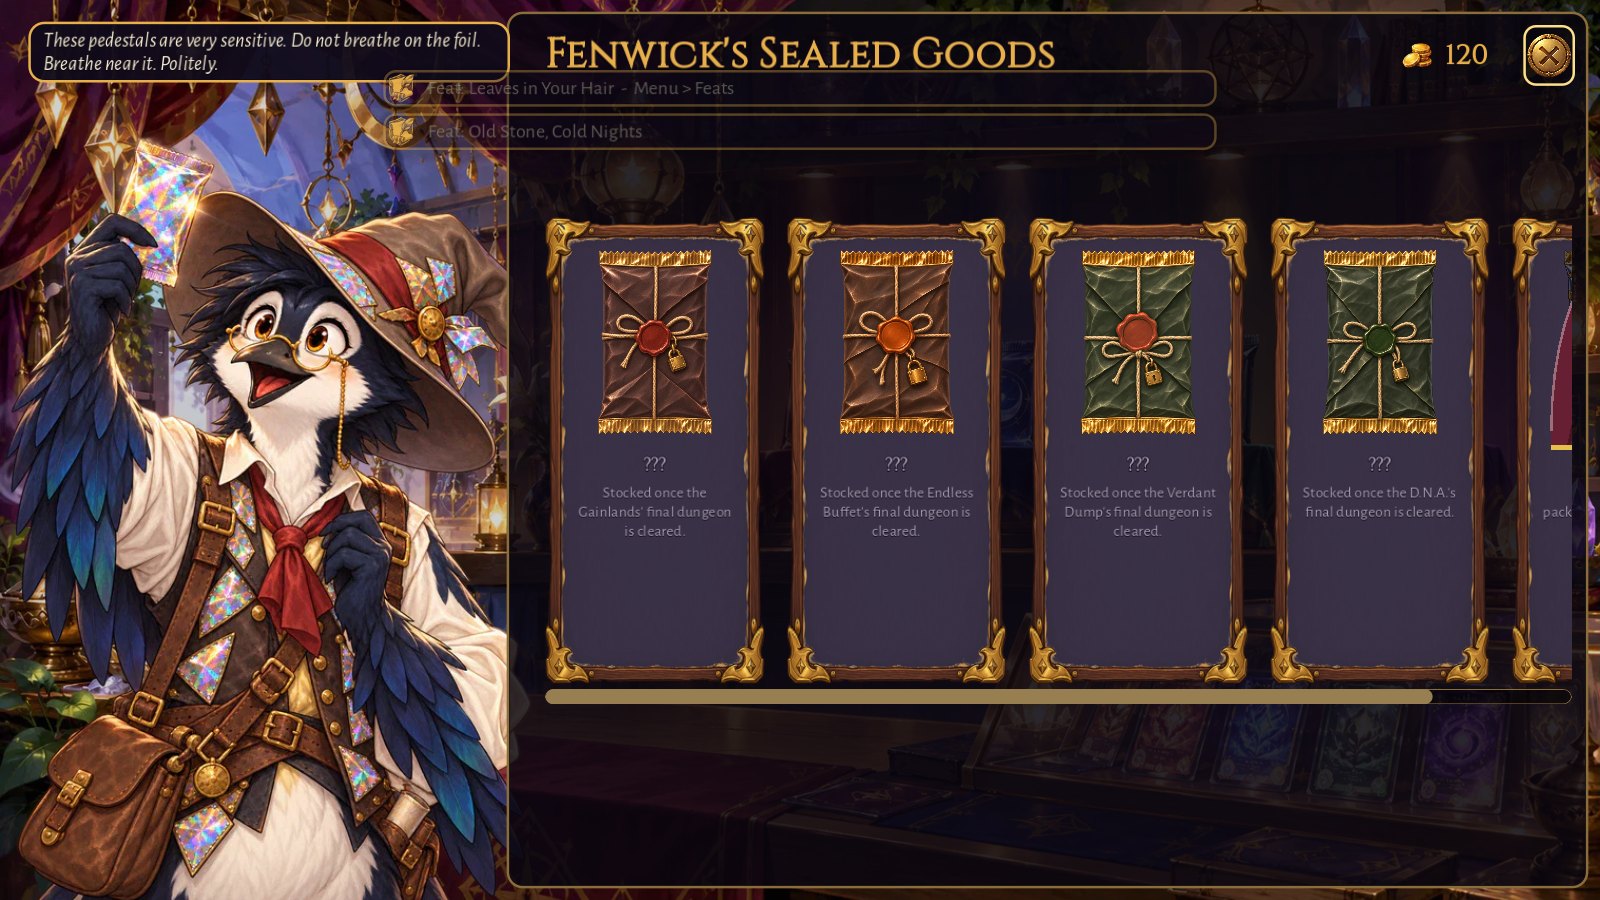 These pedestals are very sensitive. Do not breathe on the foil.
Breathe near it. Politely.
FENWICK'S SEALED GOODS
120
Feat: Leaves in Your Hair - Menu > Feats
Feat: Old Stone, Cold Nights
???
Stocked once the
Gainlands' final dungeon
is cleared.
???
Stocked once the Endless
Buffet's final dungeon is
cleared.
???
Stocked once the Verdant
Dump's final dungeon is
cleared.
???
Stocked once the D.N.A.'s
final dungeon is cleared.
pack